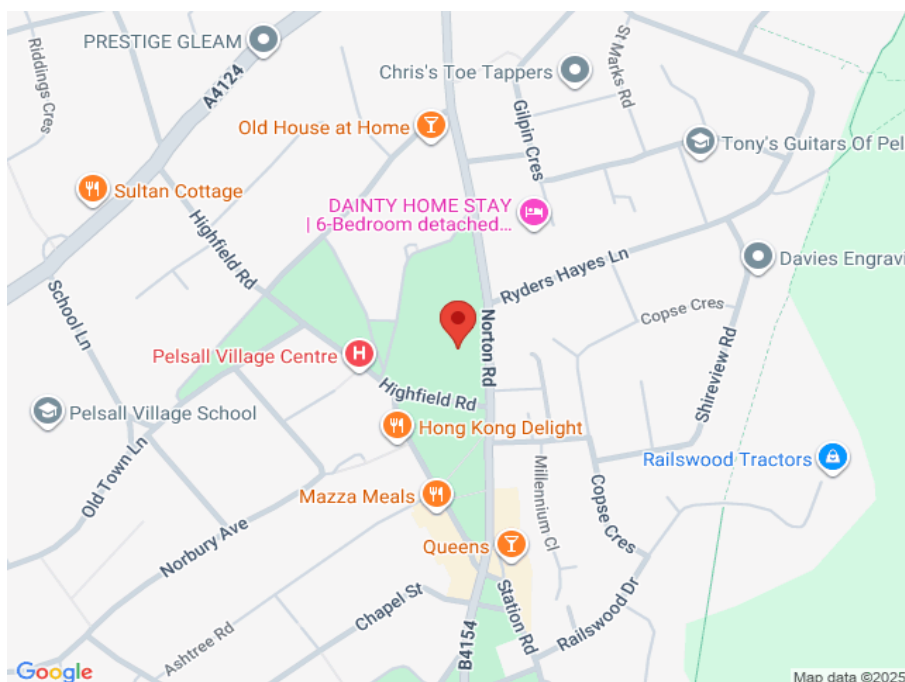 Riddings Cres
PRESTIGE GLEAM
A4124
St Marks Rd
Chris's Toe Tappers
Gilpin Cres
Old House at Home
Tony's Guitars Of Pel
Sultan Cottage
DAINTY HOME STAY
| 6-Bedroom detached...
Highfield Rd
Ryders Hayes Ln
Davies Engravi
School Ln
Copse Cres
Norton Rd
Pelsall Village Centre
Shireview Rd
Highfield Rd
Pelsall Village School
Hong Kong Delight
Old Town Ln
Railswood Tractors
Millennium Cl
Mazza Meals
Copse Cres
Norbury Ave
Queens
Station Rd
Chapel St
Railswood Dr
Ashtree Rd
B4154
Google
Map data ©2025